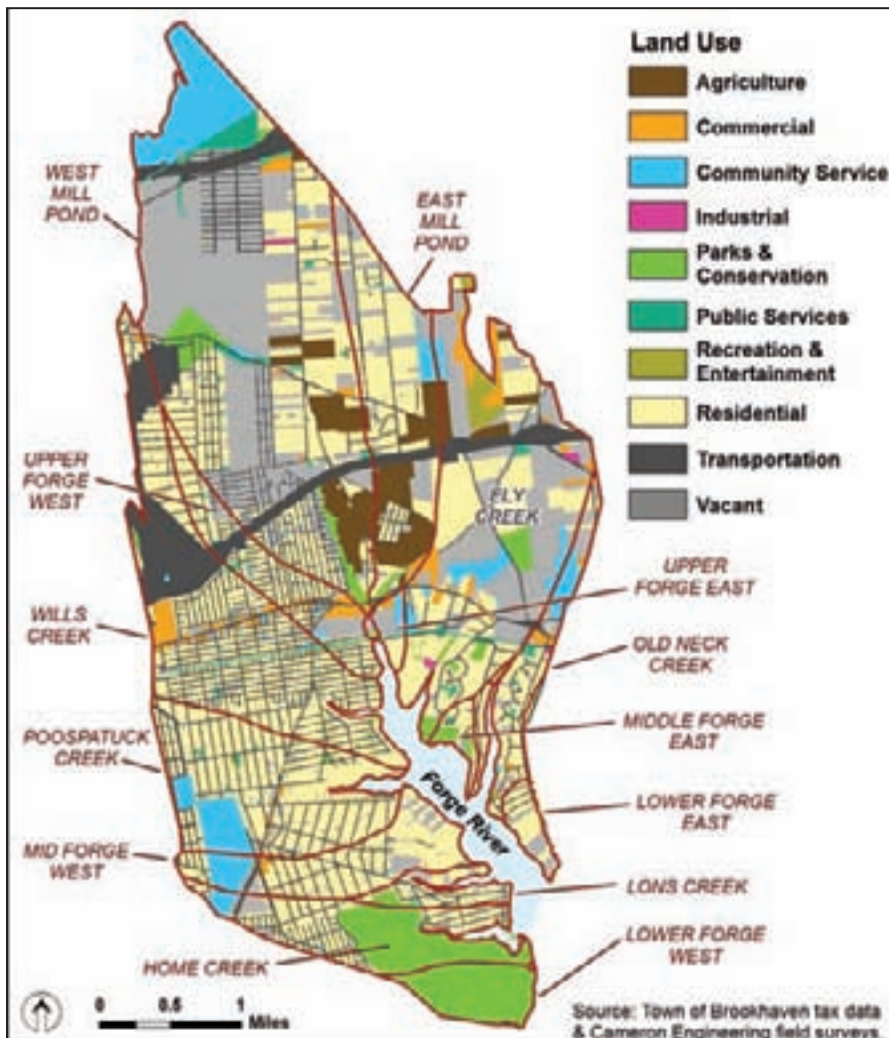 Land Use
Agriculture
Commercial
Community Service
Industrial
Parks &
Conservation
Public Services
Recreation &
Entertainment
Residential
Transportation
Vacant
WEST
MILL
POND
EAST
MILL
POND
UPPER
FORGE
WEST
ELY
CREEK
UPPER
FORGE EAST
WILLS
CREEK
OLD NECK
CREEK
POOSPATUCK
CREEK
MIDDLE FORGE
EAST
Forge River
LOWER FORGE
EAST
MID FORGE
WEST
LONS CREEK
LOWER FORGE
WEST
HOME CREEK
0 0.5 1
Miles
Source: Town of Brookhaven tax data
& Cameron Engineering field surveys